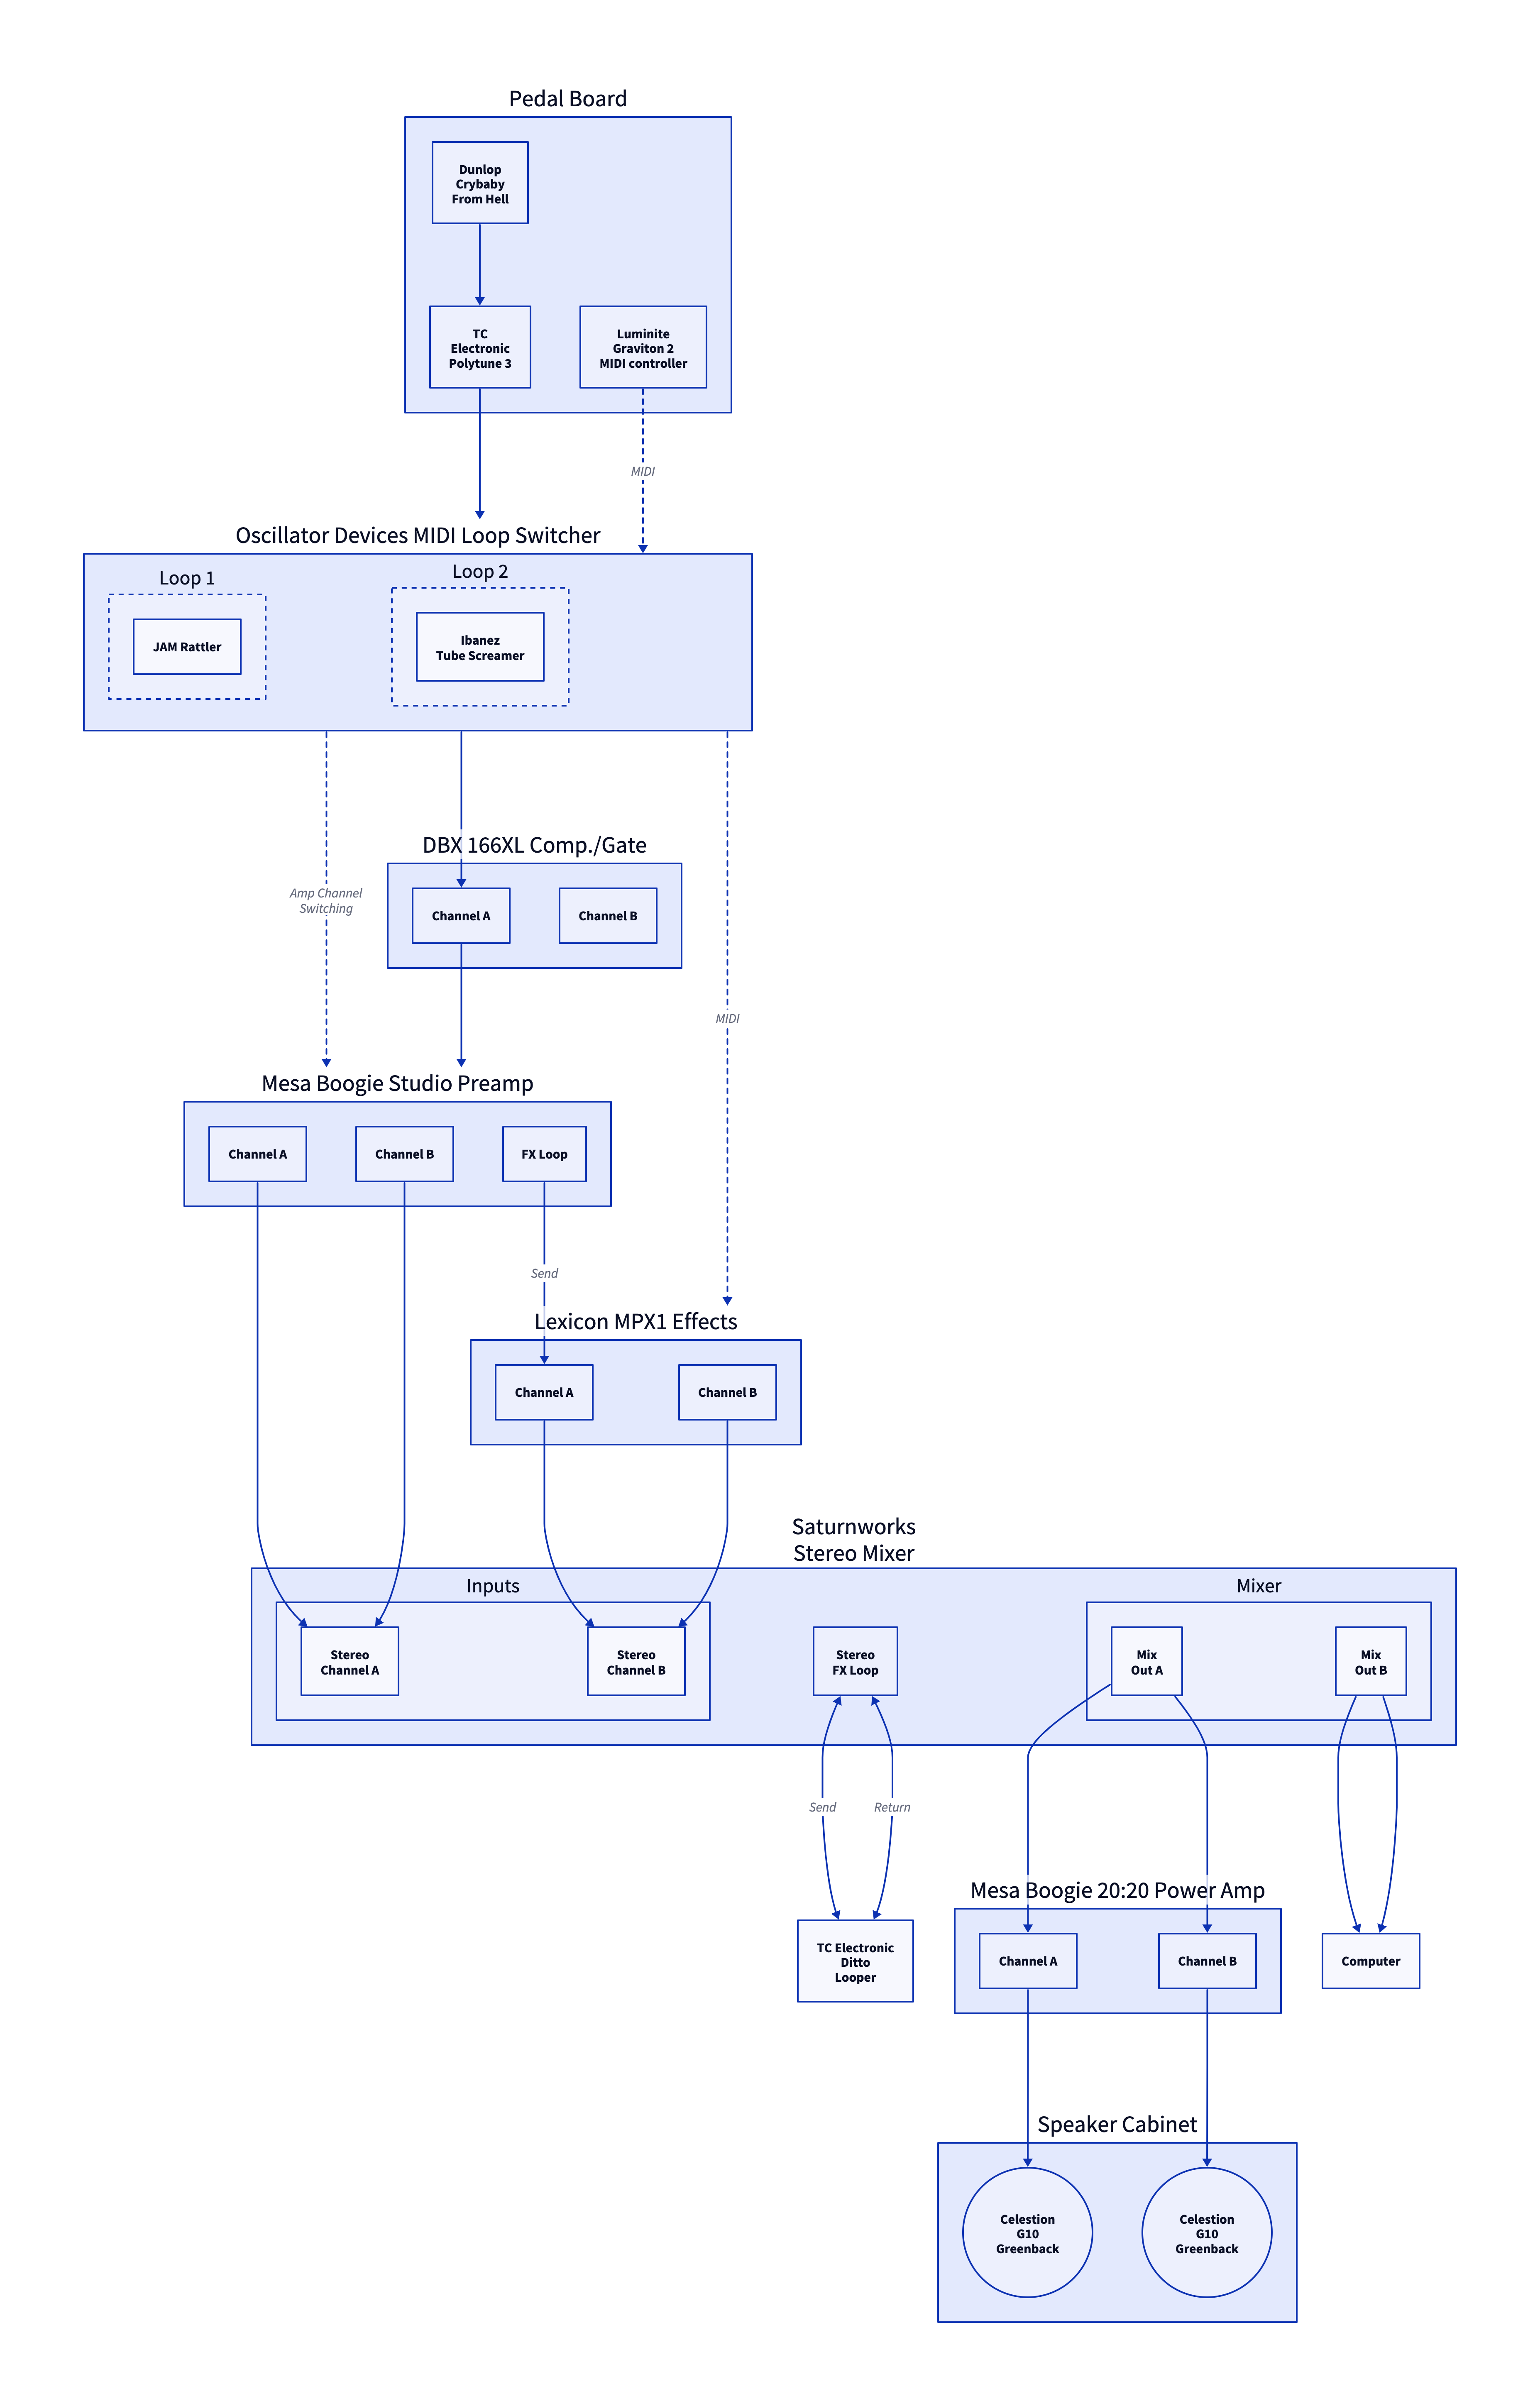 Pedal Board
Dunlop
Crybaby
From Hell
TC
Electronic
Polytune 3
Luminite
Graviton 2
MIDI controller
MIDI
Oscillator Devices MIDI Loop Switcher
Loop 1
JAM Rattler
Loop 2
Ibanez
Tube Screamer
DBX 166XL Comp./Gate
Channel A
Channel B
Amp Channel
Switching
MIDI
Mesa Boogie Studio Preamp
Channel A
Channel B
FX Loop
Send
Lexicon MPX1 Effects
Channel A
Channel B
Saturnworks
Stereo Mixer
Inputs
Stereo
Channel A
Stereo
Channel B
Stereo
FX Loop
Mixer
Mix
Out A
Mix
Out B
Send
Return
TC Electronic
Ditto
Looper
Mesa Boogie 20:20 Power Amp
Channel A
Channel B
Computer
Speaker Cabinet
Celestion
G10
Greenback
Celestion
G10
Greenback